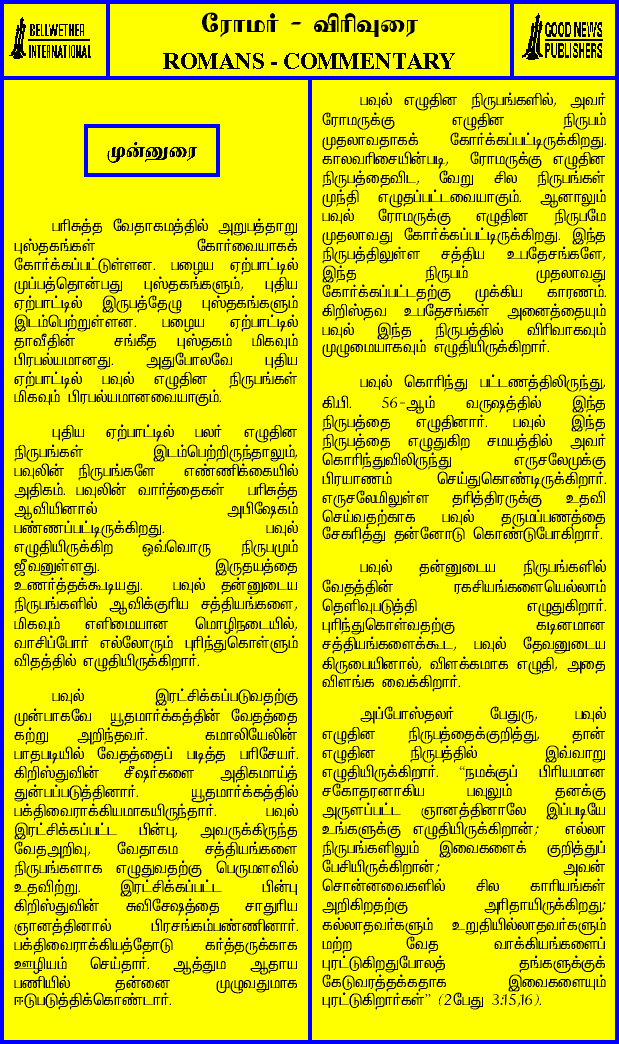 BELLWETHER
INTERNATIONAL
ரோமர் - விரிவுரை
ROMANS - COMMENTARY
GOOD NEWS
PUBLISHERS
முன்னுரை
பரிசுத்த வேதாகமத்தில் அறுபத்தாறு
புஸ்தகங்கள் கோர்வையாகக்
கோர்க்கப்பட்டுள்ளன. பழைய ஏற்பாட்டில்
முப்பத்தொன்பது புஸ்தகங்களும், புதிய
ஏற்பாட்டில் இருபத்தேழு புஸ்தகங்களும்
இடம்பெற்றுள்ளன. பழைய ஏற்பாட்டில்
தாவீதின் சங்கீத புஸ்தகம் மிகவும்
பிரபல்யமானது. அதுபோலவே புதிய
ஏற்பாட்டில் பவுல் எழுதின நிருபங்கள்
மிகவும் பிரபல்யமானவையாகும்.
புதிய ஏற்பாட்டில் பலர் எழுதின
நிருபங்கள் இடம்பெற்றிருந்தாலும்,
பவுலின் நிருபங்களே எண்ணிக்கையில்
அதிகம். பவுலின் வார்த்தைகள் பரிசுத்த
ஆவியினால் அபிஷேகம்
பண்ணப்பட்டிருக்கிறது. பவுல்
எழுதியிருக்கிற ஒவ்வொரு நிருபமும்
ஜீவனுள்ளது. இருதயத்தை
உணர்த்தக்கூடியது. பவுல் தன்னுடைய
நிருபங்களில் ஆவிக்குரிய சத்தியங்களை,
மிகவும் எளிமையான மொழிநடையில்,
வாசிப்போர் எல்லோரும் புரிந்துகொள்ளும்
விதத்தில் எழுதியிருக்கிறார்.
பவுல் இரட்சிக்கப்படுவதற்கு
முன்பாகவே யூதமார்க்கத்தின் வேதத்தை
கற்று அறிந்தவர். கமாலியேலின்
பாதபடியில் வேதத்தைப் படித்த பரிசேயர்.
கிறிஸ்துவின் சீஷர்களை அதிகமாய்த்
துன்பப்படுத்தினார். யூதமார்க்கத்தில்
பக்திவைராக்கியமாகயிருந்தார். பவுல்
இரட்சிக்கப்பட்ட பின்பு, அவருக்கிருந்த
வேதஅறிவு, வேதாகம சத்தியங்களை
நிருபங்களாக எழுதுவதற்கு பெருமளவில்
உதவிற்று. இரட்சிக்கப்பட்ட பின்பு
கிறிஸ்துவின் சுவிசேஷத்தை சாதுரிய
ஞானத்தினால் பிரசங்கம்பண்ணினார்.
பக்திவைராக்கியத்தோடு கர்த்தருக்காக
ஊழியம் செய்தார். ஆத்தும ஆதாய
பணியில் தன்னை முழுவதுமாக
ஈடுபடுத்திக்கொண்டார்.
பவுல் எழுதின நிருபங்களில், அவர்
ரோமருக்கு எழுதின நிருபம்
முதலாவதாகக் கோர்க்கப்பட்டிருக்கிறது.
காலவரிசையின்படி, ரோமருக்கு எழுதின
நிருபத்தைவிட, வேறு சில நிருபங்கள்
முந்தி எழுதப்பட்டவையாகும். ஆனாலும்
பவுல் ரோமருக்கு எழுதின நிருபமே
முதலாவது கோர்க்கப்பட்டிருக்கிறது. இந்த
நிருபத்திலுள்ள சத்திய உபதேசங்களே,
இந்த நிருபம் முதலாவது
கோர்க்கப்பட்டதற்கு முக்கிய காரணம்.
கிறிஸ்தவ உபதேசங்கள் அனைத்தையும்
பவுல் இந்த நிருபத்தில் விரிவாகவும்
முழுமையாகவும் எழுதியிருக்கிறார்.
பவுல் கொரிந்து பட்டணத்திலிருந்து,
கி.பி. 56-ஆம் வருஷத்தில் இந்த
நிருபத்தை எழுதினார். பவுல் இந்த
நிருபத்தை எழுதுகிற சமயத்தில் அவர்
கொரிந்துவிலிருந்து எருசலேமுக்கு
பிரயாணம் செய்துகொண்டிருக்கிறார்.
எருசலேமிலுள்ள தரித்திரருக்கு உதவி
செய்வதற்காக பவுல் தருமப்பணத்தை
சேகரித்து தன்னோடு கொண்டுபோகிறார்.
பவுல் தன்னுடைய நிருபங்களில்
வேதத்தின் ரகசியங்களையெல்லாம்
தெளிவுபடுத்தி எழுதுகிறார்.
புரிந்துகொள்வதற்கு கடினமான
சத்தியங்களைக்கூட, பவுல் தேவனுடைய
கிருபையினால், விளக்கமாக எழுதி, அதை
விளங்க வைக்கிறார்.
அப்போஸ்தலர் பேதுரு, பவுல்
எழுதின நிருபத்தைக்குறித்து, தான்
எழுதின நிருபத்தில் இவ்வாறு
எழுதியிருக்கிறார். “நமக்குப் பிரியமான
சகோதரனாகிய பவுலும் தனக்கு
அருளப்பட்ட ஞானத்தினாலே இப்படியே
உங்களுக்கு எழுதியிருக்கிறான்; எல்லா
நிருபங்களிலும் இவைகளைக் குறித்துப்
பேசியிருக்கிறான்; அவன்
சொன்னவைகளில் சில காரியங்கள்
அறிகிறதற்கு அரிதாயிருக்கிறது;
கல்லாதவர்களும் உறுதியில்லாதவர்களும்
மற்ற வேத வாக்கியங்களைப்
புரட்டுகிறதுபோலத் தங்களுக்குக்
கேடுவரத்தக்கதாக இவைகளையும்
புரட்டுகிறார்கள்” (2பேது 3:15,16).